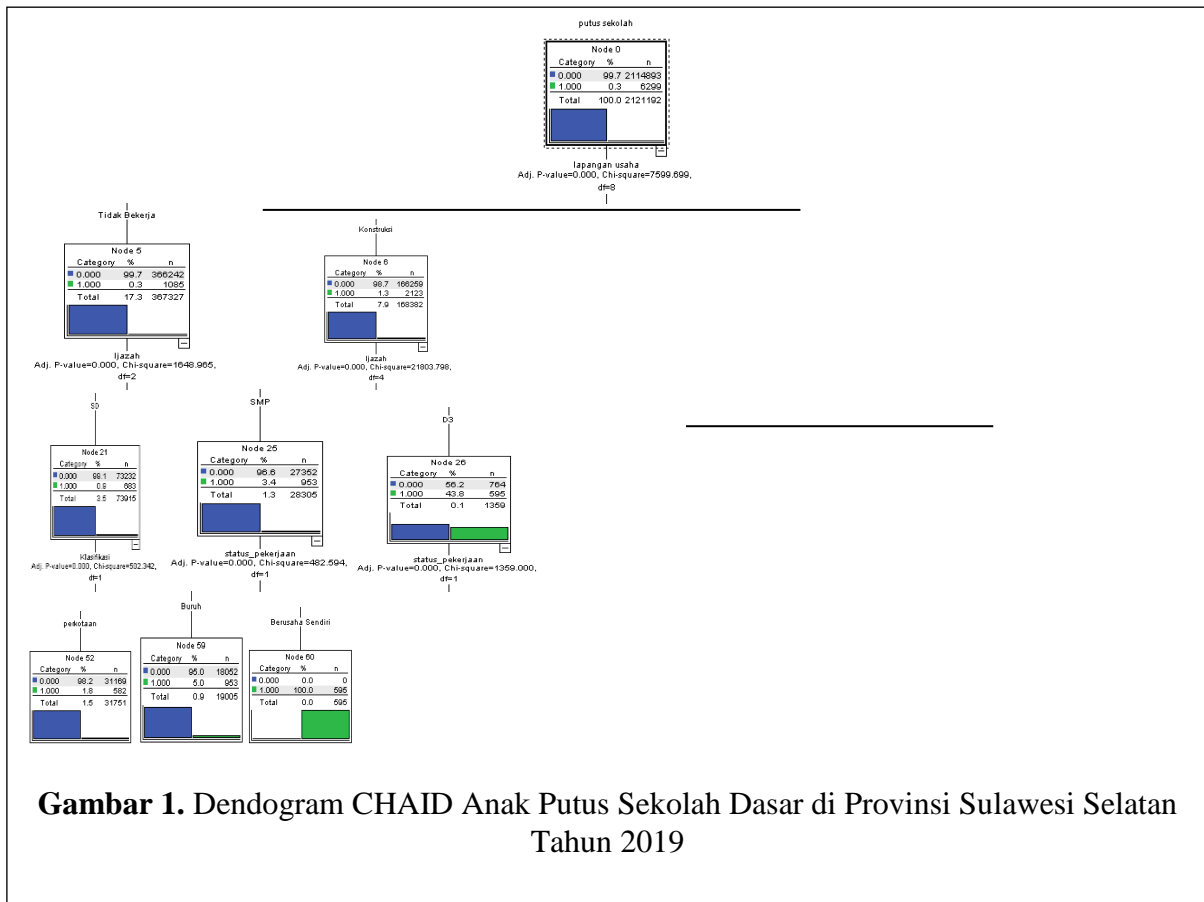 putus sekolah
Node 0
Category % n
0.000 99.7 2114893
1.000 0.3 6299
Total 100.0 2121192
lapangan usaha
Adj. P-value=0.000, Chi-square=7599.699,
df=8
Tidak Bekerja
Node 5
Category % n
0.000 99.7 366242
1.000 0.3 1085
Total 17.3 367327
Ijazah
Adj. P-value=0.000, Chi-square=1648.965,
df=2
Konstruksi
Node 6
Category % n
0.000 98.7 166259
1.000 1.3 2123
Total 7.9 168382
Ijazah
Adj. P-value=0.000, Chi-square=21803.798,
df=4
SD
Node 21
Category % n
0.000 99.1 73232
1.000 0.9 683
Total 3.5 73915
Klasifikasi
Adj. P-value=0.000, Chi-square=502.342,
df=1
SMP
Node 25
Category % n
0.000 96.6 27352
1.000 3.4 953
Total 1.3 28305
status_pekerjaan
Adj. P-value=0.000, Chi-square=482.594,
df=1
D3
Node 26
Category % n
0.000 56.2 764
1.000 43.8 595
Total 0.1 1359
status_pekerjaan
Adj. P-value=0.000, Chi-square=1359.000,
df=1
perkotaan
Node 52
Category % n
0.000 98.2 31169
1.000 1.8 582
Total 1.5 31751
Buruh
Node 59
Category % n
0.000 95.0 18052
1.000 5.0 953
Total 0.9 19005
Berusaha Sendiri
Node 60
Category % n
0.000 0.0 0
1.000 100.0 595
Total 0.0 595
Gambar 1. Dendogram CHAID Anak Putus Sekolah Dasar di Provinsi Sulawesi Selatan
Tahun 2019